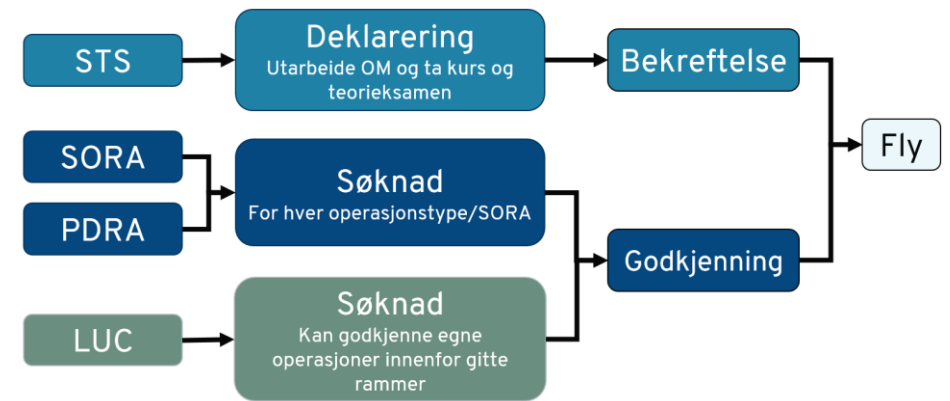 STS
Deklarering
Utarbeide OM og ta kurs og
teorieksamen
Bekreftelse
SORA
PDRA
Søknad
For hver operasjonstype/SORA
Godkjenning
Fly
LUC
Søknad
Kan godkjenne egne
operasjoner innenfor gitte
rammer